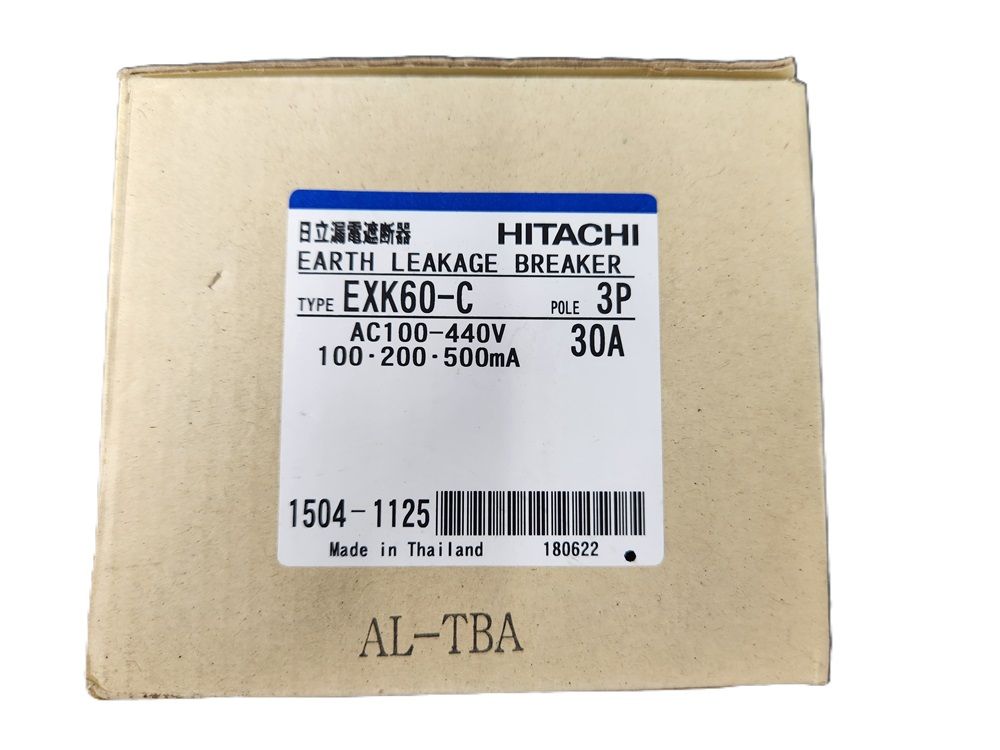 日立漏電遮断器 HITACHI
EARTH LEAKAGE BREAKER
TYPE EXK60-C POLE 3P
AC100-440V 30A
100·200·500mA
1504-1125
Made in Thailand 180622
AL-TBA